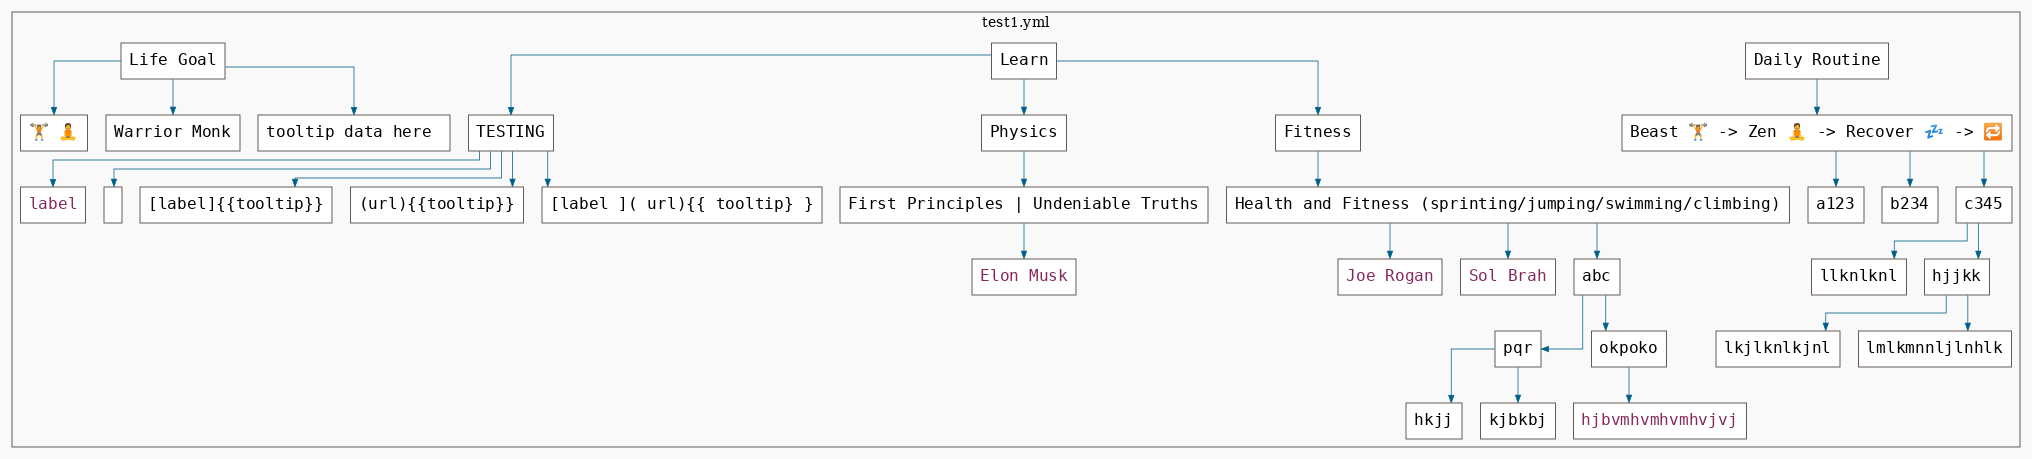 test1.yml
Life Goal
Learn
Daily Routine
🏋 🧘
Warrior Monk
tooltip data here
TESTING
Physics
Fitness
Beast 🏋 -> Zen 🧘 -> Recover 💤 -> 🔁
label
[label]{{tooltip}}
(url){{tooltip}}
[label ]( url){{ tooltip} }
First Principles | Undeniable Truths
Health and Fitness (sprinting/jumping/swimming/climbing)
a123
b234
c345
Elon Musk
Joe Rogan
Sol Brah
abc
llknlknl
hjjkk
pqr
okpoko
lkjlknlkjnl
lmlkmnnljlnhlk
hkjj
kjbkbj
hjbvmhvmhvmhvjvj